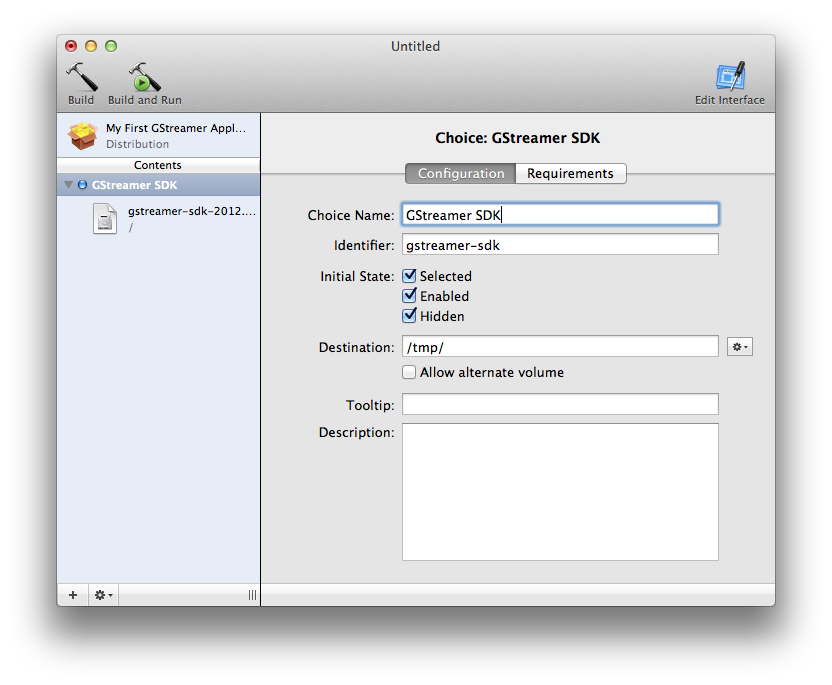 Untitled
Build
Build and Run
Edit Interface
My First GStreamer Appl...
Distribution
Contents
GStreamer SDK
gstreamer-sdk-2012....
/
Choice: GStreamer SDK
Configuration
Requirements
Choice Name: GStreamer SDK
Identifier: gstreamer-sdk
Initial State: Selected
Enabled
Hidden
Destination: /tmp/
Allow alternate volume
Tooltip:
Description: